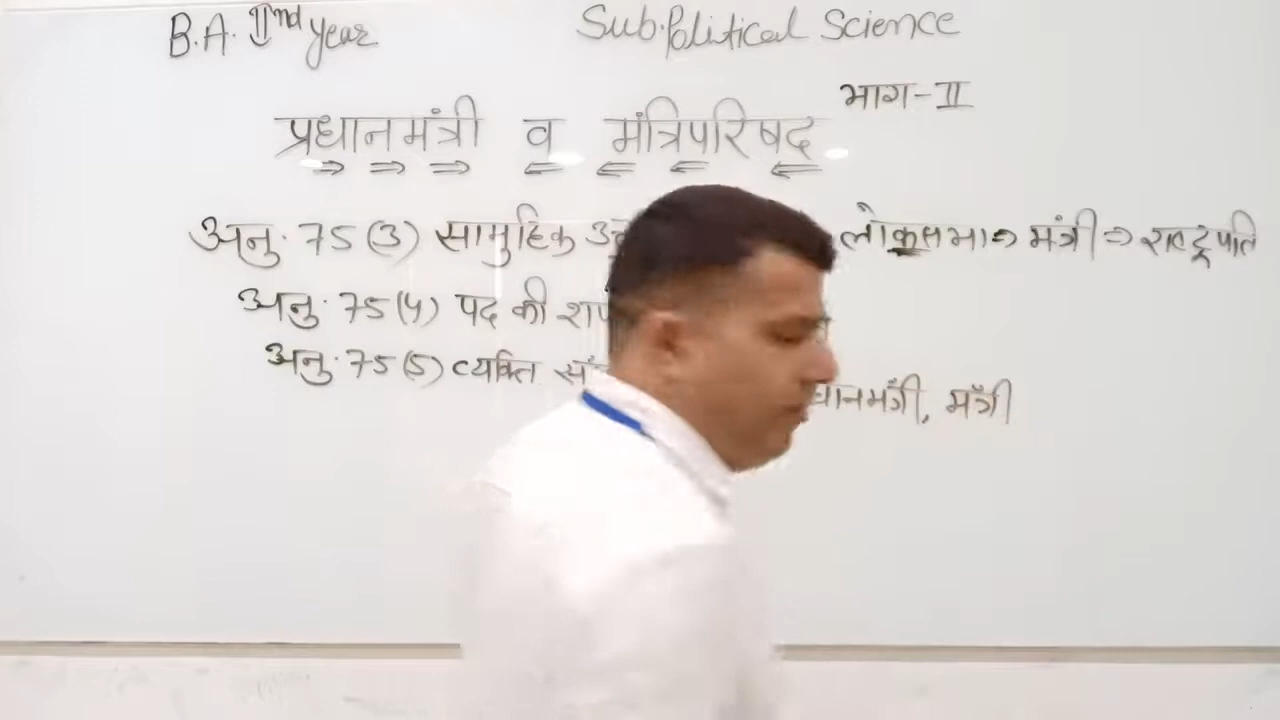 B.A. IInd Year Sub. Political Science
भाग-II
प्रधानमंत्री व मंत्रिपरिषद
अनु. 75 (3) सामुहिक लोकसभा ⇒ मंत्री ⇒ राष्ट्रपति
अनु. 75 (4) पद की
अनु. 75 (5) व्यक्ति
मँत्री